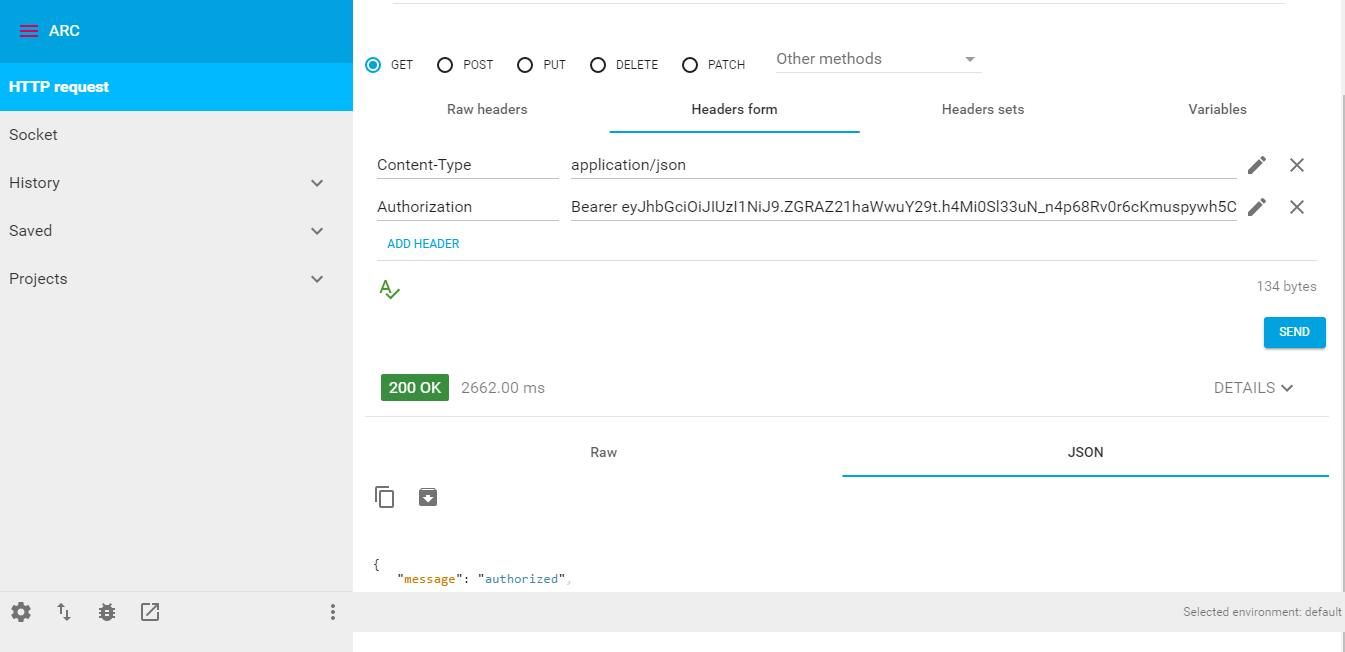 ARC
HTTP request
Socket
History
Saved
Projects
GET POST PUT DELETE PATCH Other methods
Raw headers Headers form Headers sets Variables
Content-Type application/json
Authorization Bearer eyJhbGciOiJIUzI1NiJ9.ZGRAZ21haWwuY29t.h4Mi0Sl33uN_n4p68Rv0r6cKmuspywh5C
ADD HEADER
134 bytes
SEND
200 OK 2662.00 ms DETAILS
Raw JSON
{
"message": "authorized",
Selected environment: default